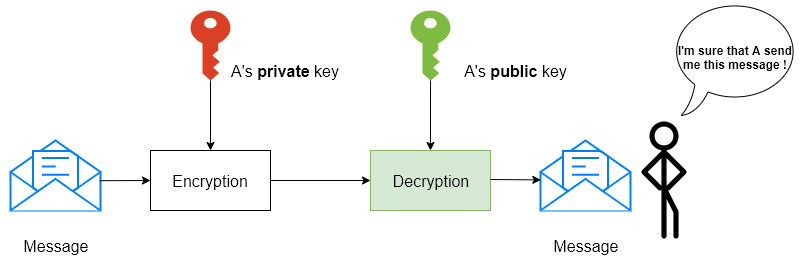 I'm sure that A send
me this message !
A's private key
A's public key
Encryption
Decryption
Message
Message